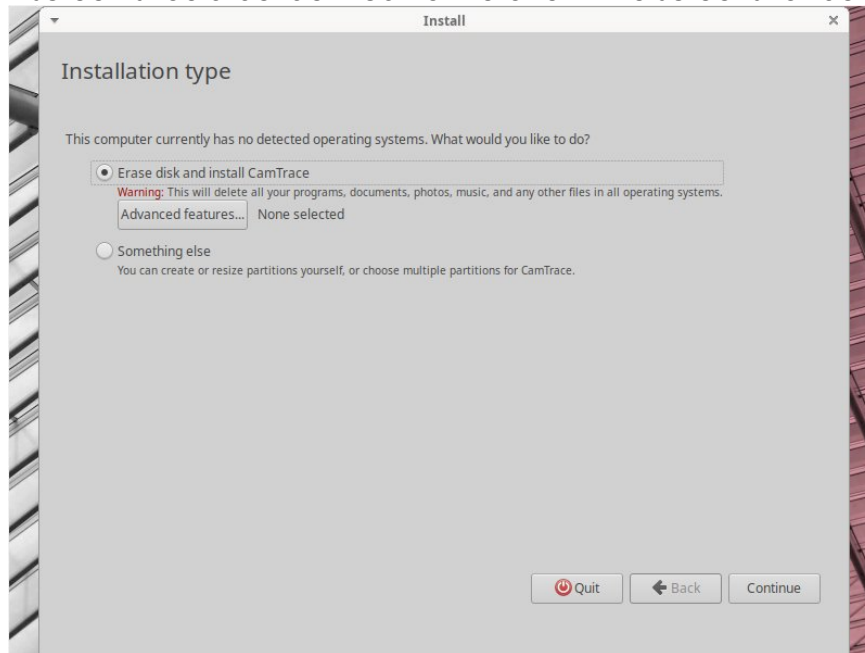 Install
Installation type
This computer currently has no detected operating systems. What would you like to do?
Erase disk and install CamTrace
Warning: This will delete all your programs, documents, photos, music, and any other files in all operating systems.
Advanced features... None selected
Something else
You can create or resize partitions yourself, or choose multiple partitions for CamTrace.
Quit Back Continue